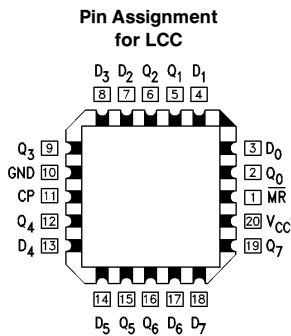 Pin Assignment
for LCC
D3 D2 Q2 Q1 D1
8 7 6 5 4
Q3 9
GND 10
CP 11
Q4 12
D4 13
3 D0
2 Q0
1 M̅R̅
20 VCC
19 Q7
14 15 16 17 18
D5 Q5 Q6 D6 D7